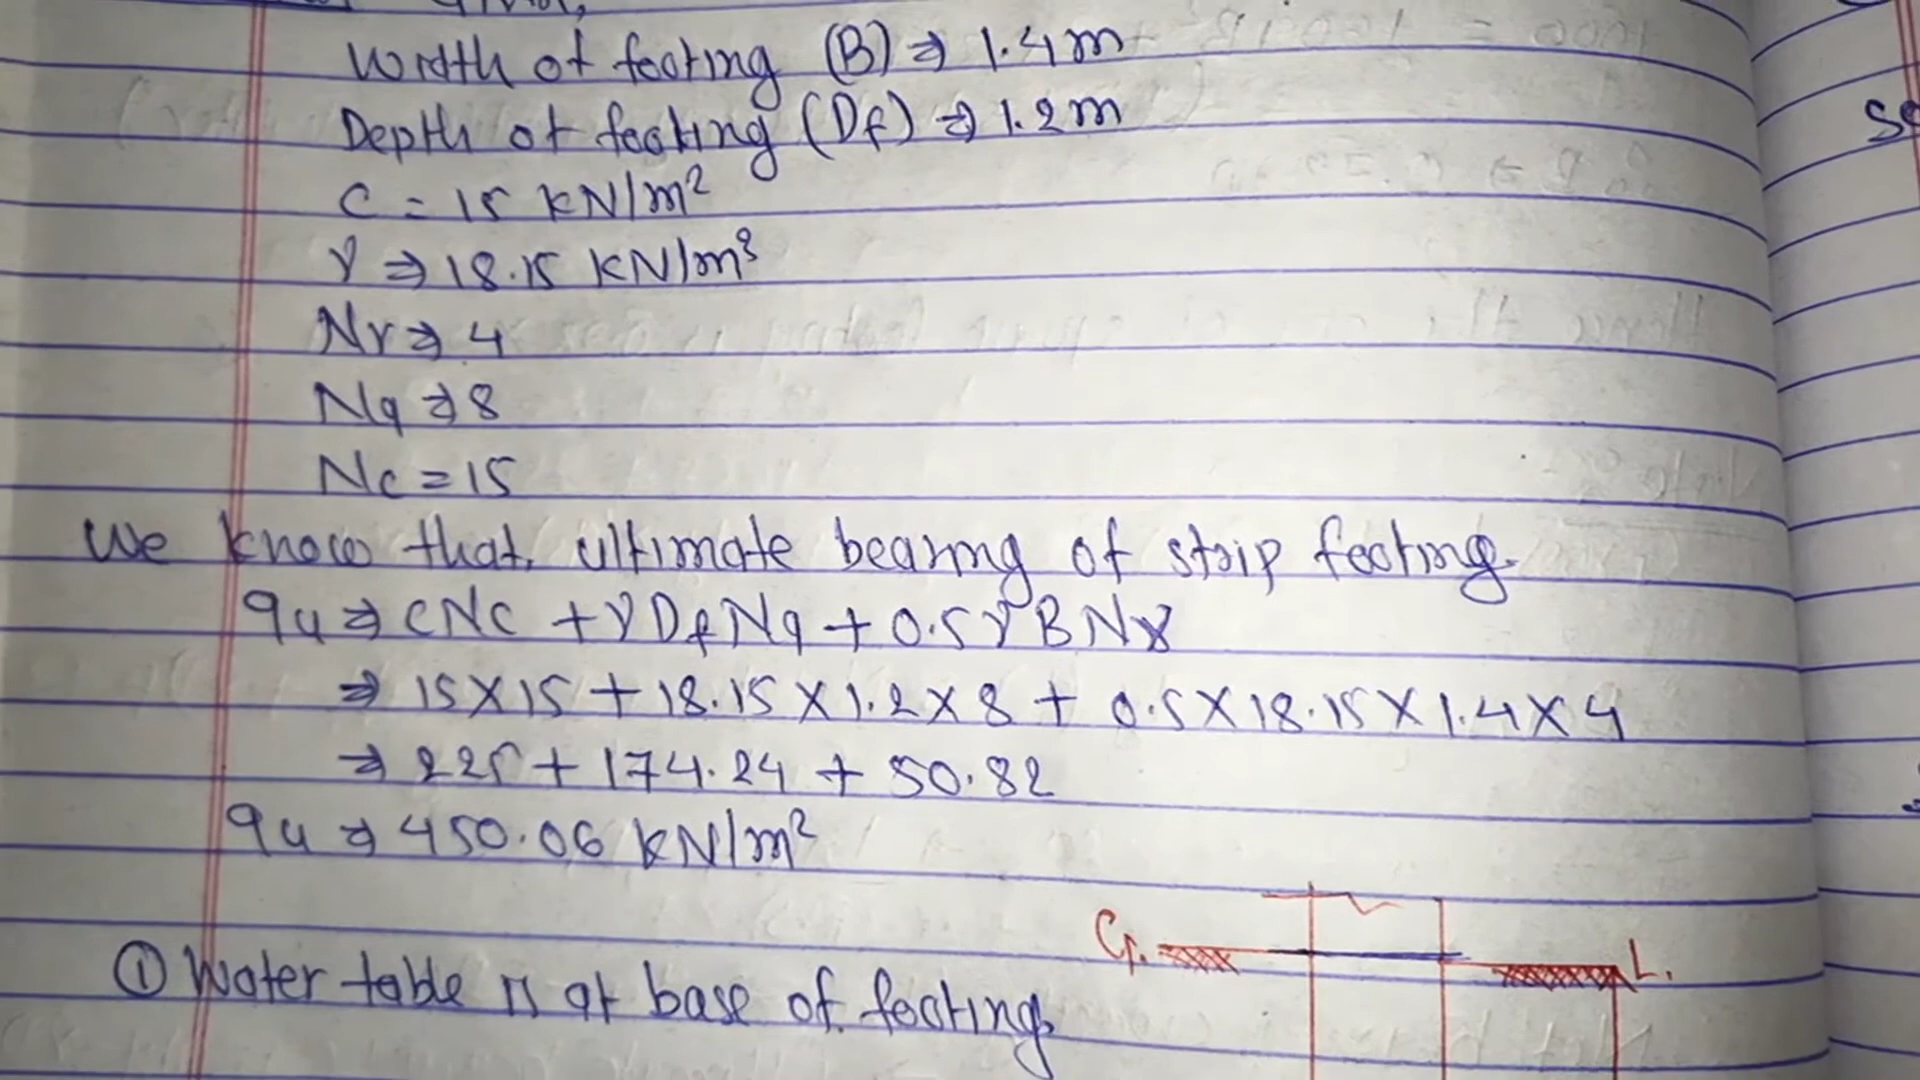 Width of footing (B) ⇒ 1.4m
Depth of footing (Df) ⇒ 1.2m
C = 15 KN/m²
γ ⇒ 18.15 KN/m³
Nr ⇒ 4
Nq ⇒ 8
Nc = 15
We know that, ultimate bearing of strip footing.
qu ⇒ CNC + γDfNq + 0.5γBNγ
⇒ 15×15 + 18.15×1.2×8 + 0.5×18.15×1.4×4
⇒ 225 + 174.24 + 50.82
qu ⇒ 450.06 kN/m²
G. L.
① Water table is at base of footing,